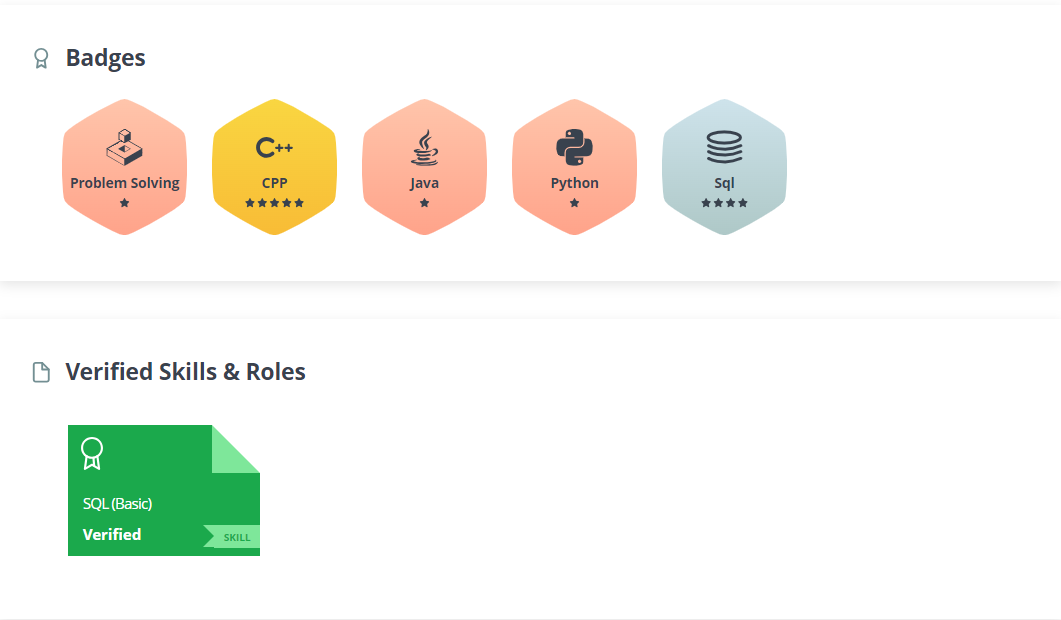 Badges
C++
Problem Solving
CPP
Java
Python
Sql
Verified Skills & Roles
SQL (Basic)
Verified
SKILL